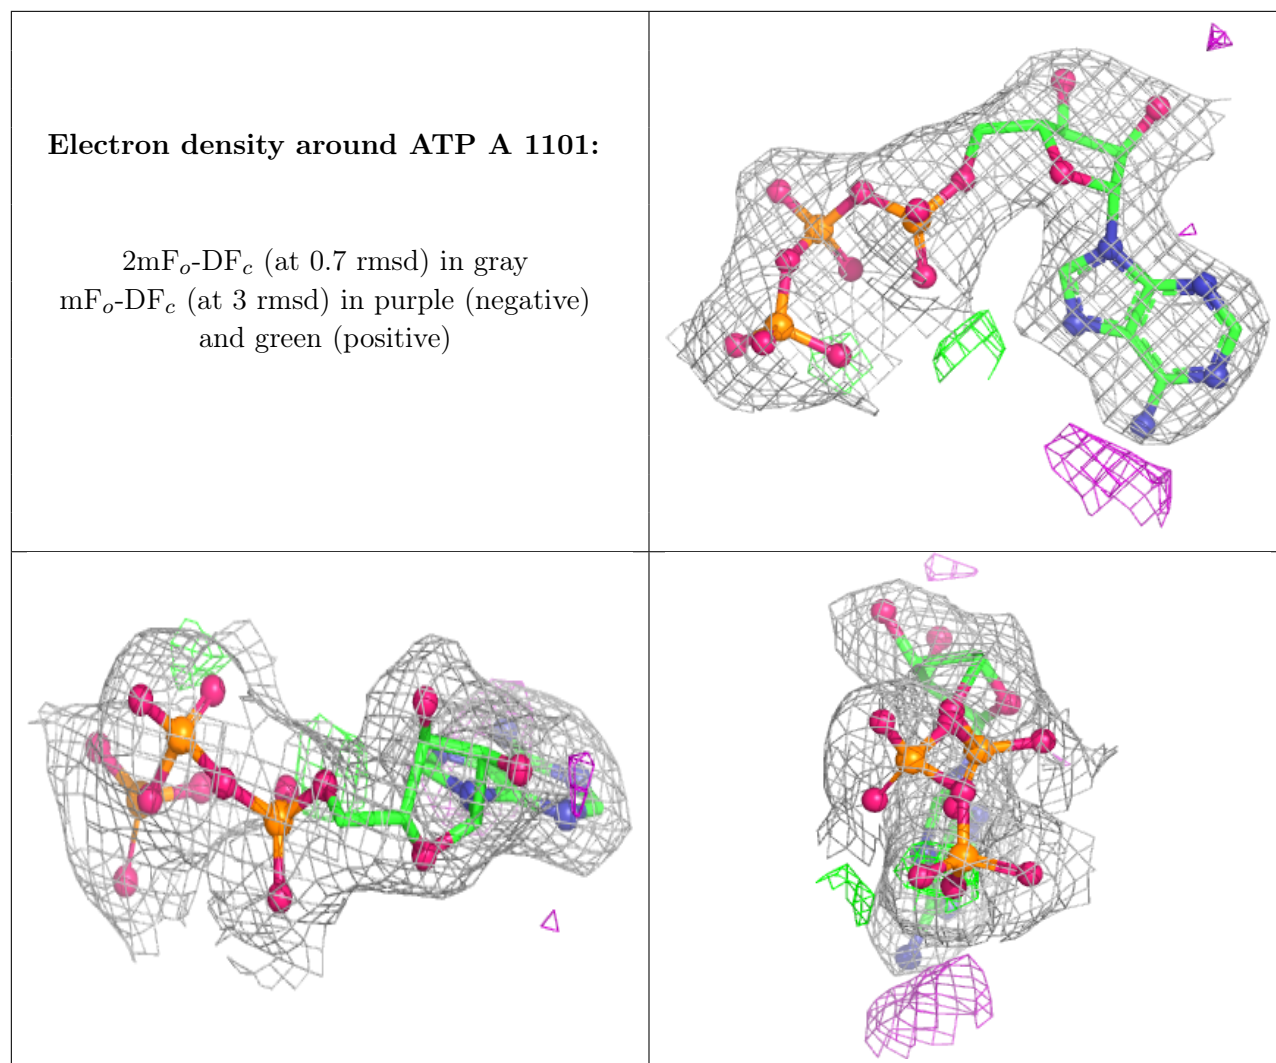 Electron density around ATP A 1101:
2mFₒ-DF𝒸 (at 0.7 rmsd) in gray
mFₒ-DF𝒸 (at 3 rmsd) in purple (negative)
and green (positive)